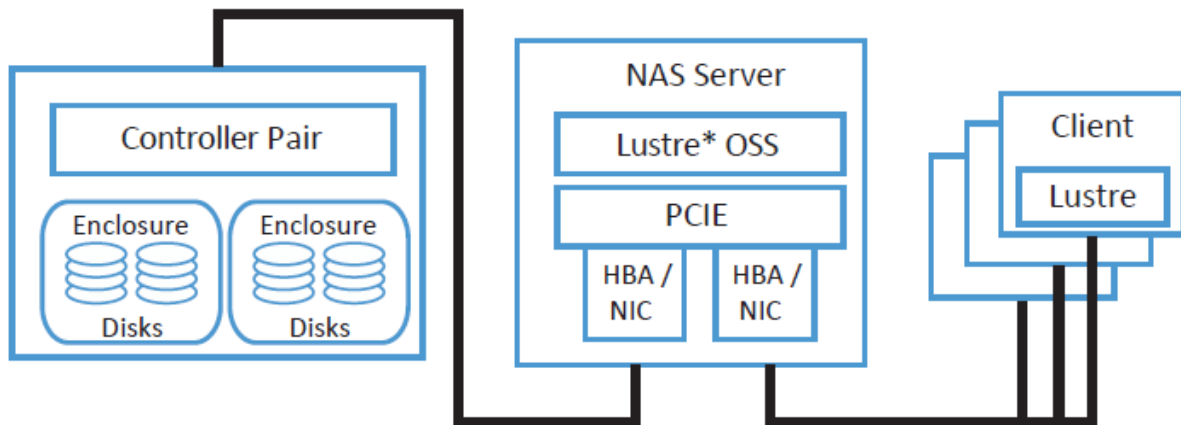 Controller Pair
Enclosure
Disks
Enclosure
Disks
NAS Server
Lustre* OSS
PCIE
HBA /
NIC
HBA /
NIC
Client
Lustre